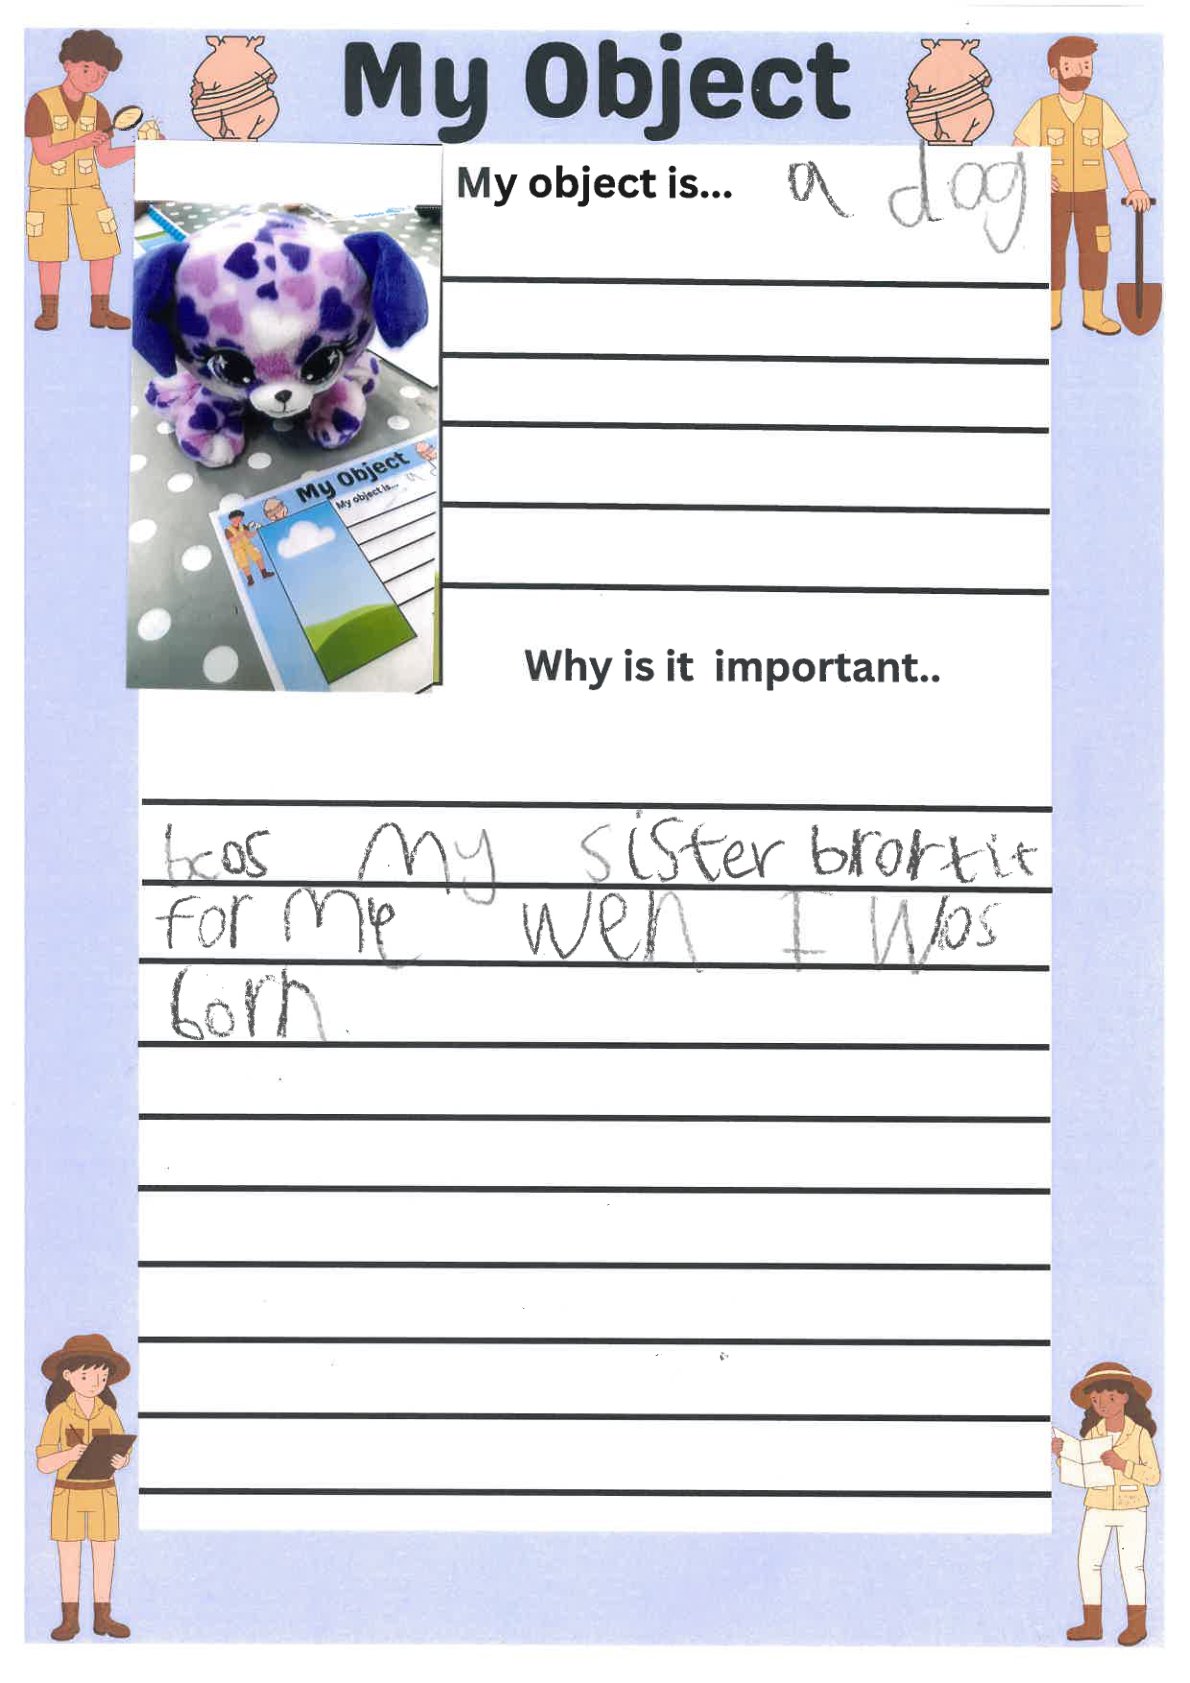 My Object
My object is... a dog
My Object
My object is... a
Why is it important..
bcos My sister brortit
for me wen I wos
born.